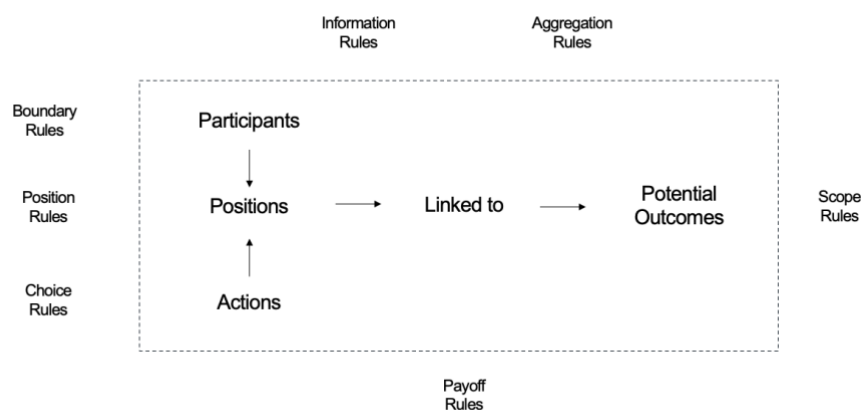 Information
Rules
Aggregation
Rules
Boundary
Rules
Participants
Position
Rules
Positions
Linked to
Potential
Outcomes
Scope
Rules
Choice
Rules
Actions
Payoff
Rules